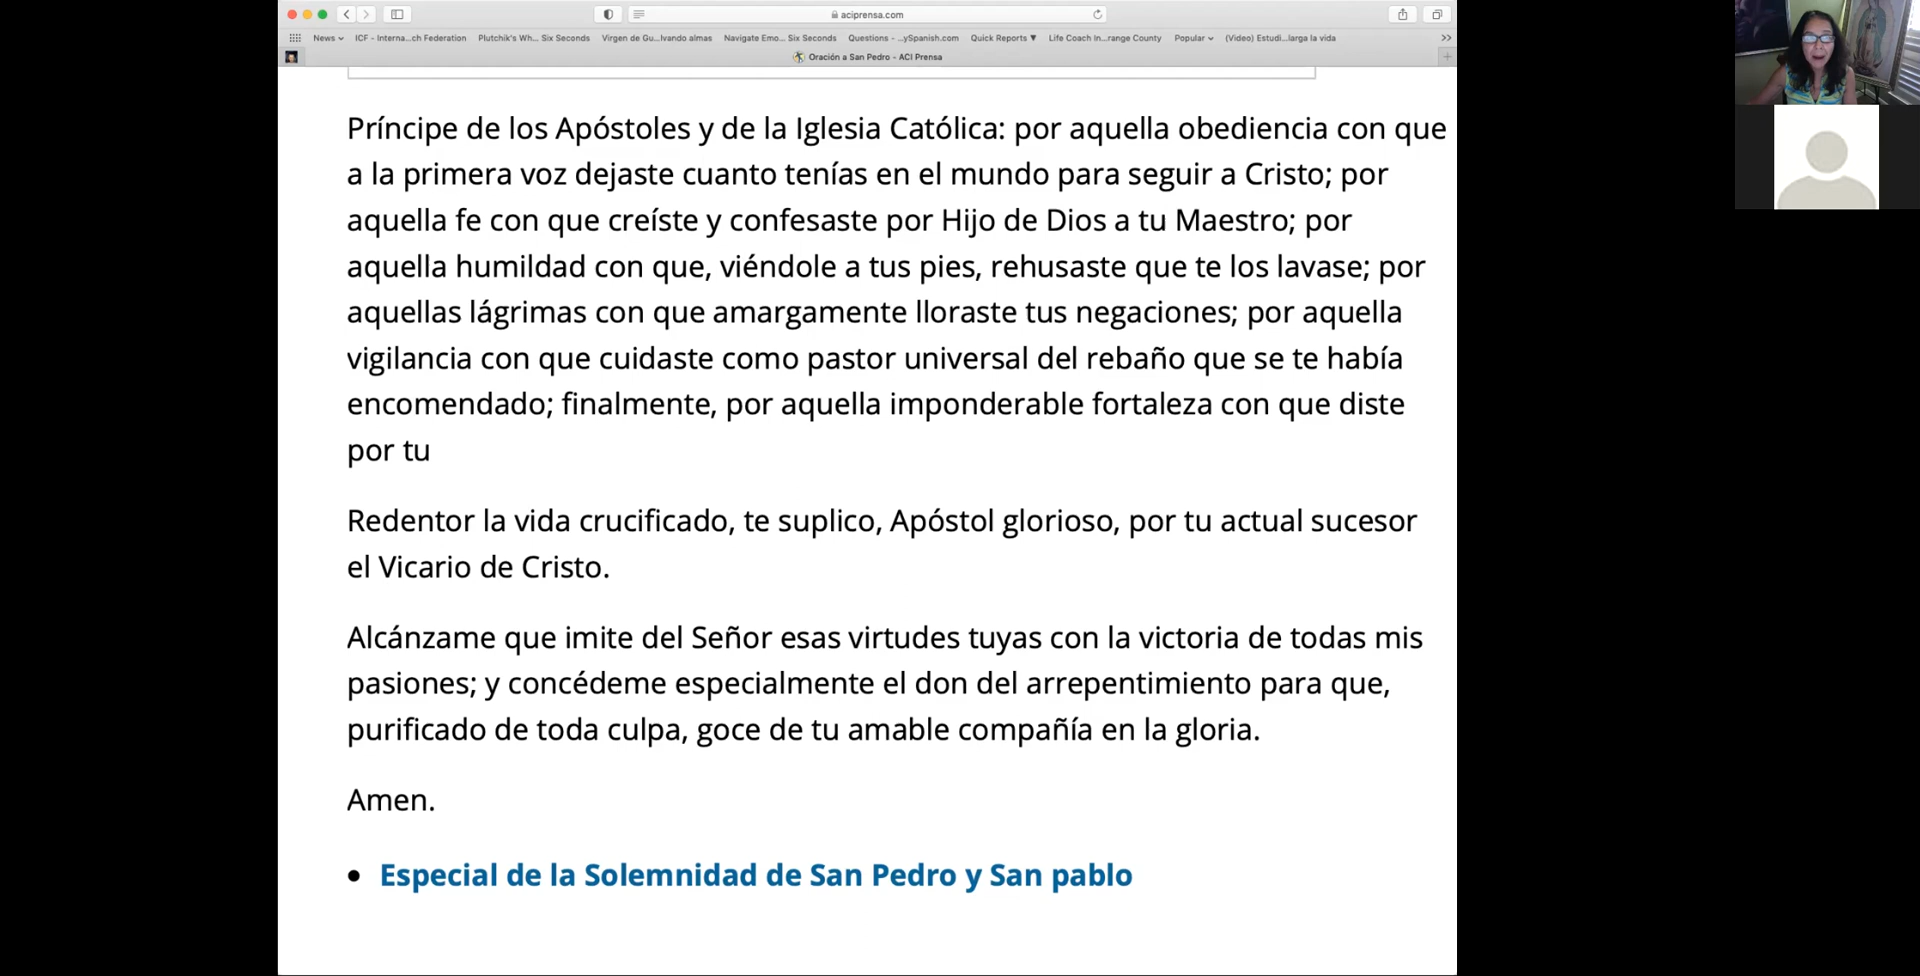 aciprensa.com
News
ICF - Interna...ch Federation
Plutchik's Wh... Six Seconds
Virgen de Gu...lvando almas
Navigate Emo... Six Seconds
Questions - ...ySpanish.com
Quick Reports ▼
Life Coach In...range County
Popular
(Video) Estudi...larga la vida
Oración a San Pedro - ACI Prensa
Príncipe de los Apóstoles y de la Iglesia Católica: por aquella obediencia con que
a la primera voz dejaste cuanto tenías en el mundo para seguir a Cristo; por
aquella fe con que creíste y confesaste por Hijo de Dios a tu Maestro; por
aquella humildad con que, viéndole a tus pies, rehusaste que te los lavase; por
aquellas lágrimas con que amargamente lloraste tus negaciones; por aquella
vigilancia con que cuidaste como pastor universal del rebaño que se te había
encomendado; finalmente, por aquella imponderable fortaleza con que diste
por tu
Redentor la vida crucificado, te suplico, Apóstol glorioso, por tu actual sucesor
el Vicario de Cristo.
Alcánzame que imite del Señor esas virtudes tuyas con la victoria de todas mis
pasiones; y concédeme especialmente el don del arrepentimiento para que,
purificado de toda culpa, goce de tu amable compañía en la gloria.
Amen.
• Especial de la Solemnidad de San Pedro y San pablo